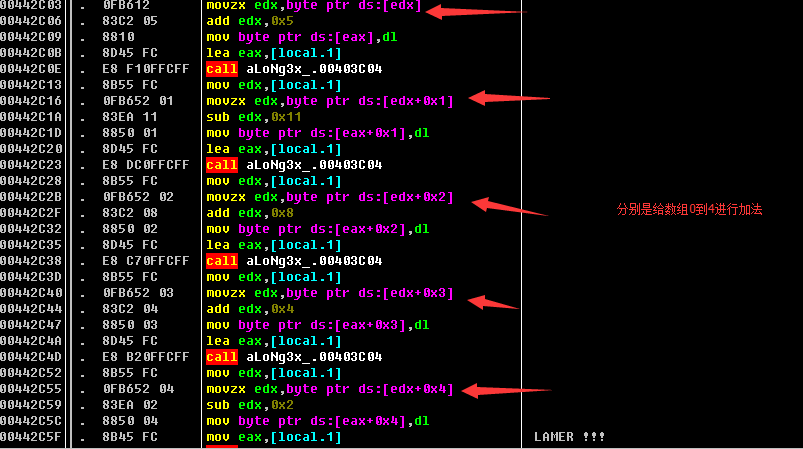 00442C03 . 0FB612 movzx edx,byte ptr ds:[edx]
00442C06 . 83C2 05 add edx,0x5
00442C09 . 8810 mov byte ptr ds:[eax],dl
00442C0B . 8D45 FC lea eax,[local.1]
00442C0E . E8 F10FFCFF call aLoNg3x_.00403C04
00442C13 . 8B55 FC mov edx,[local.1]
00442C16 . 0FB652 01 movzx edx,byte ptr ds:[edx+0x1]
00442C1A . 83EA 11 sub edx,0x11
00442C1D . 8850 01 mov byte ptr ds:[eax+0x1],dl
00442C20 . 8D45 FC lea eax,[local.1]
00442C23 . E8 DC0FFCFF call aLoNg3x_.00403C04
00442C28 . 8B55 FC mov edx,[local.1]
00442C2B . 0FB652 02 movzx edx,byte ptr ds:[edx+0x2]
00442C2F . 83C2 08 add edx,0x8
00442C32 . 8850 02 mov byte ptr ds:[eax+0x2],dl
00442C35 . 8D45 FC lea eax,[local.1]
00442C38 . E8 C70FFCFF call aLoNg3x_.00403C04
00442C3D . 8B55 FC mov edx,[local.1]
00442C40 . 0FB652 03 movzx edx,byte ptr ds:[edx+0x3]
00442C44 . 83C2 04 add edx,0x4
00442C47 . 8850 03 mov byte ptr ds:[eax+0x3],dl
00442C4A . 8D45 FC lea eax,[local.1]
00442C4D . E8 B20FFCFF call aLoNg3x_.00403C04
00442C52 . 8B55 FC mov edx,[local.1]
00442C55 . 0FB652 04 movzx edx,byte ptr ds:[edx+0x4]
00442C59 . 83EA 02 sub edx,0x2
00442C5C . 8850 04 mov byte ptr ds:[eax+0x4],dl
00442C5F . 8B45 FC mov eax,[local.1] LAMER !!!
分别是给数组0到4进行加法